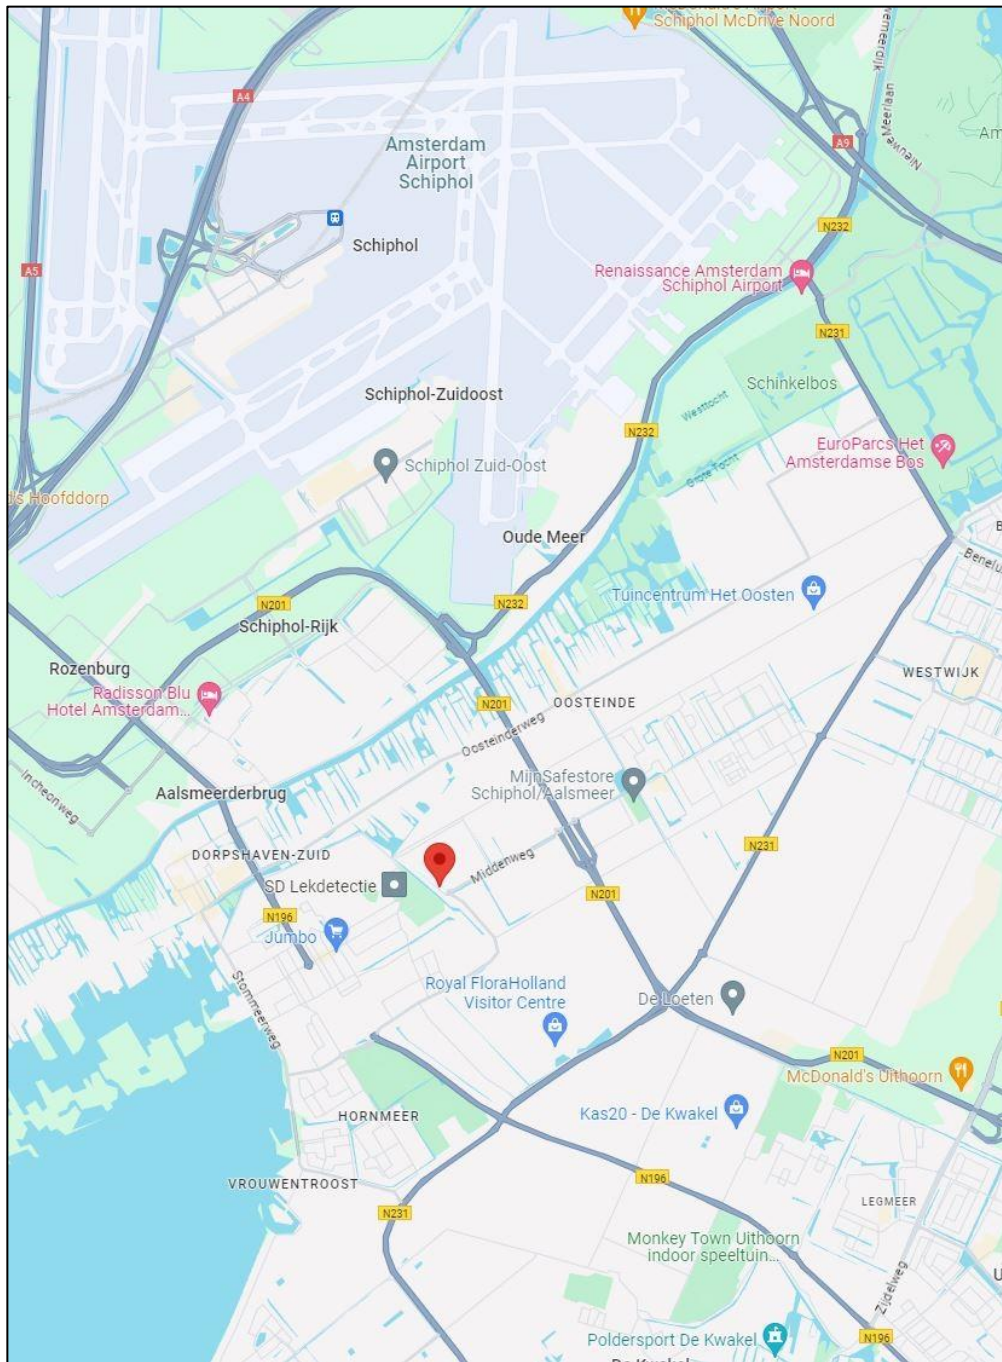 Schiphol McDrive Noord
A4
A9
Nieuwe Meerlaan
Amsterdam
Airport
Schiphol
N232
Schiphol
A5
Renaissance Amsterdam
Schiphol Airport
N231
Schiphol-Zuidoost
Schinkelbos
Westtocht
N232
EuroParcs Het
Amsterdamse Bos
Schiphol Zuid-Oost
Grote Tocht
d's Hoofddorp
Oude Meer
Tuincentrum Het Oosten
N201
N232
Schiphol-Rijk
Rozenburg
WESTWIJK
Radisson Blu
Hotel Amsterdam...
N201
OOSTEINDE
Oosteinderweg
Incheonweg
Aalsmeerderbrug
MijnSafestore
Schiphol/Aalsmeer
N231
DORPSHAVEN-ZUID
Middenweg
SD Lekdetectie
N201
N196
Jumbo
Stommeerweg
Royal FloraHolland
Visitor Centre
De Loeten
N201
McDonald's Uithoorn
HORNMEER
Kas20 - De Kwakel
VROUWENTROOST
N196
LEGMEER
N231
Monkey Town Uithoorn
indoor speeltuin...
Zijdelweg
Poldersport De Kwakel
N196